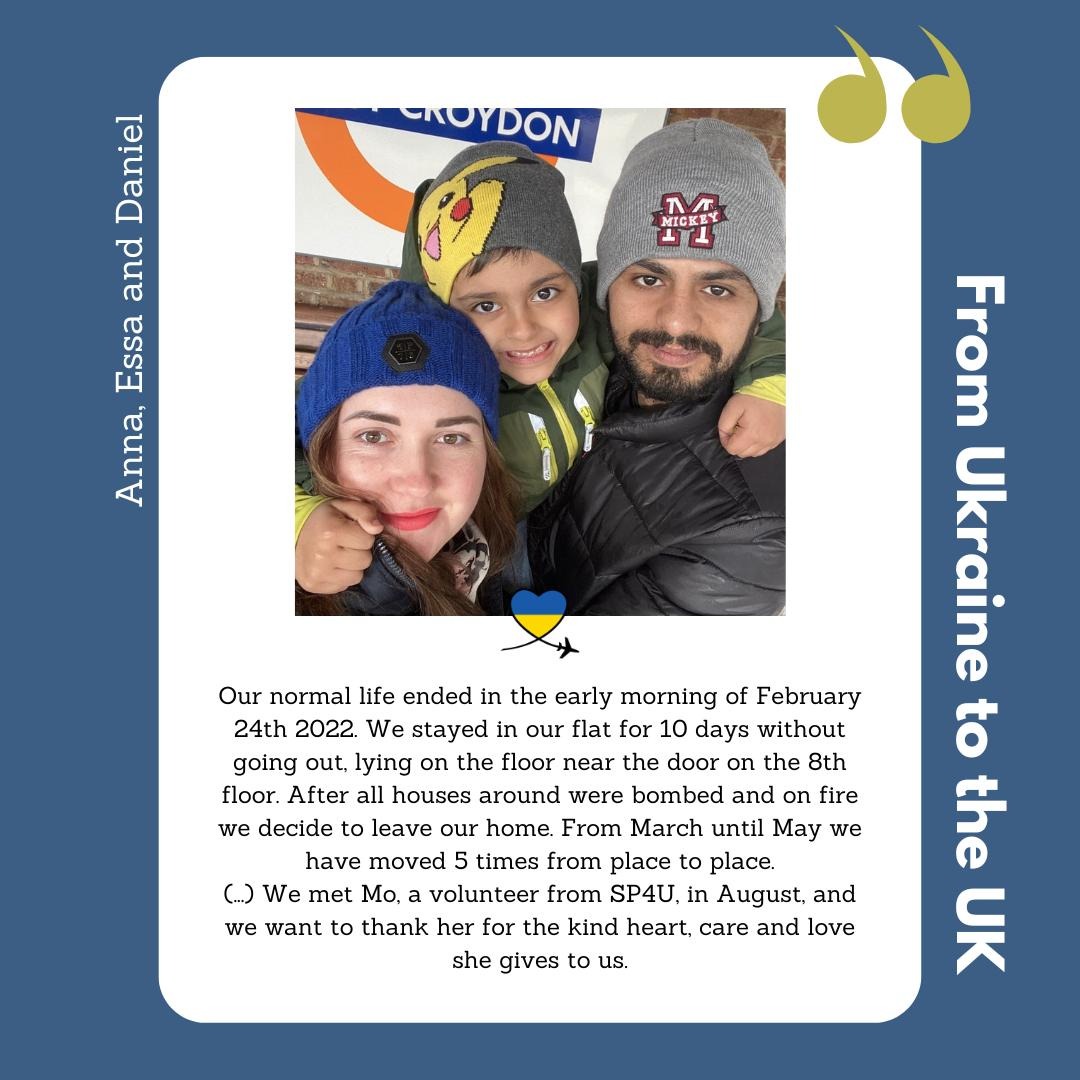 CROYDON
MICKEY
M
Anna, Essa and Daniel
From Ukraine to the UK
Our normal life ended in the early morning of February
24th 2022. We stayed in our flat for 10 days without
going out, lying on the floor near the door on the 8th
floor. After all houses around were bombed and on fire
we decide to leave our home. From March until May we
have moved 5 times from place to place.
(...) We met Mo, a volunteer from SP4U, in August, and
we want to thank her for the kind heart, care and love
she gives to us.